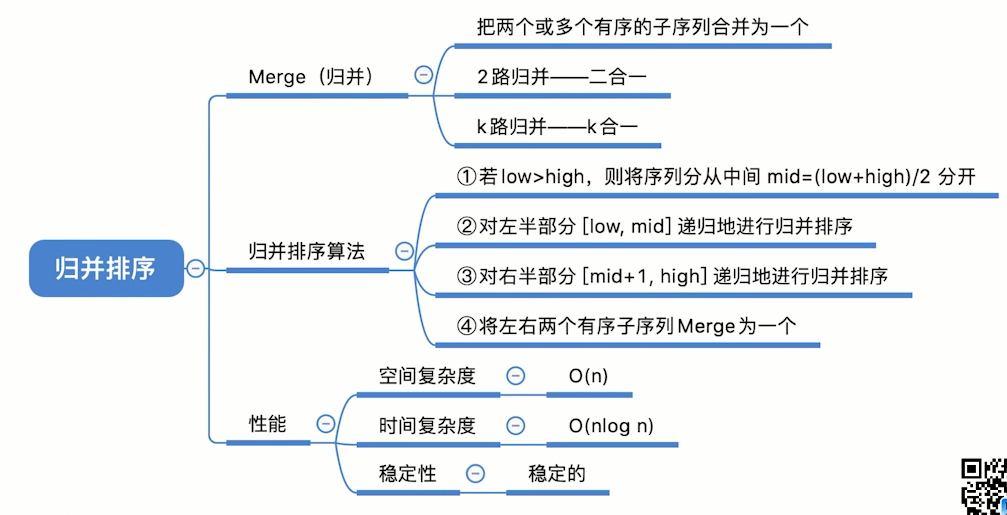 归并排序
Merge（归并）
把两个或多个有序的子序列合并为一个
2路归并——二合一
k路归并——k合一
归并排序算法
①若low>high，则将序列分从中间 mid=(low+high)/2 分开
②对左半部分 [low, mid] 递归地进行归并排序
③对右半部分 [mid+1, high] 递归地进行归并排序
④将左右两个有序子序列Merge为一个
性能
空间复杂度
O(n)
时间复杂度
O(nlog n)
稳定性
稳定的